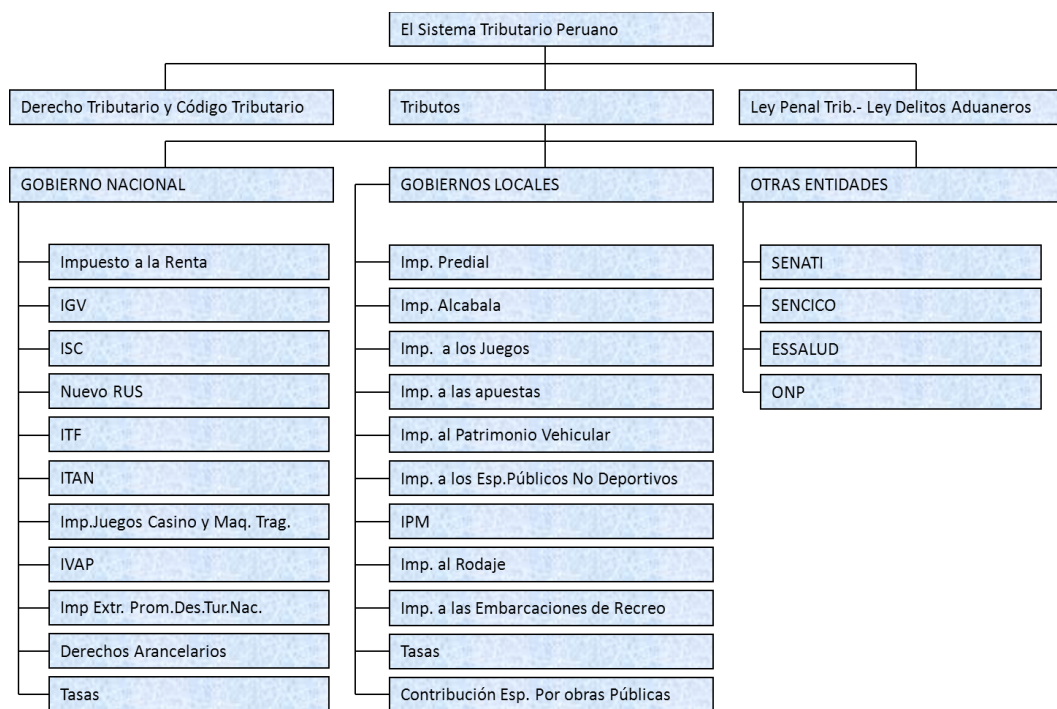 El Sistema Tributario Peruano
Derecho Tributario y Código Tributario
Tributos
Ley Penal Trib.- Ley Delitos Aduaneros
GOBIERNO NACIONAL
Impuesto a la Renta
IGV
ISC
Nuevo RUS
ITF
ITAN
Imp.Juegos Casino y Maq. Trag.
IVAP
Imp Extr. Prom.Des.Tur.Nac.
Derechos Arancelarios
Tasas
GOBIERNOS LOCALES
Imp. Predial
Imp. Alcabala
Imp. a los Juegos
Imp. a las apuestas
Imp. al Patrimonio Vehicular
Imp. a los Esp.Públicos No Deportivos
IPM
Imp. al Rodaje
Imp. a las Embarcaciones de Recreo
Tasas
Contribución Esp. Por obras Públicas
OTRAS ENTIDADES
SENATI
SENCICO
ESSALUD
ONP